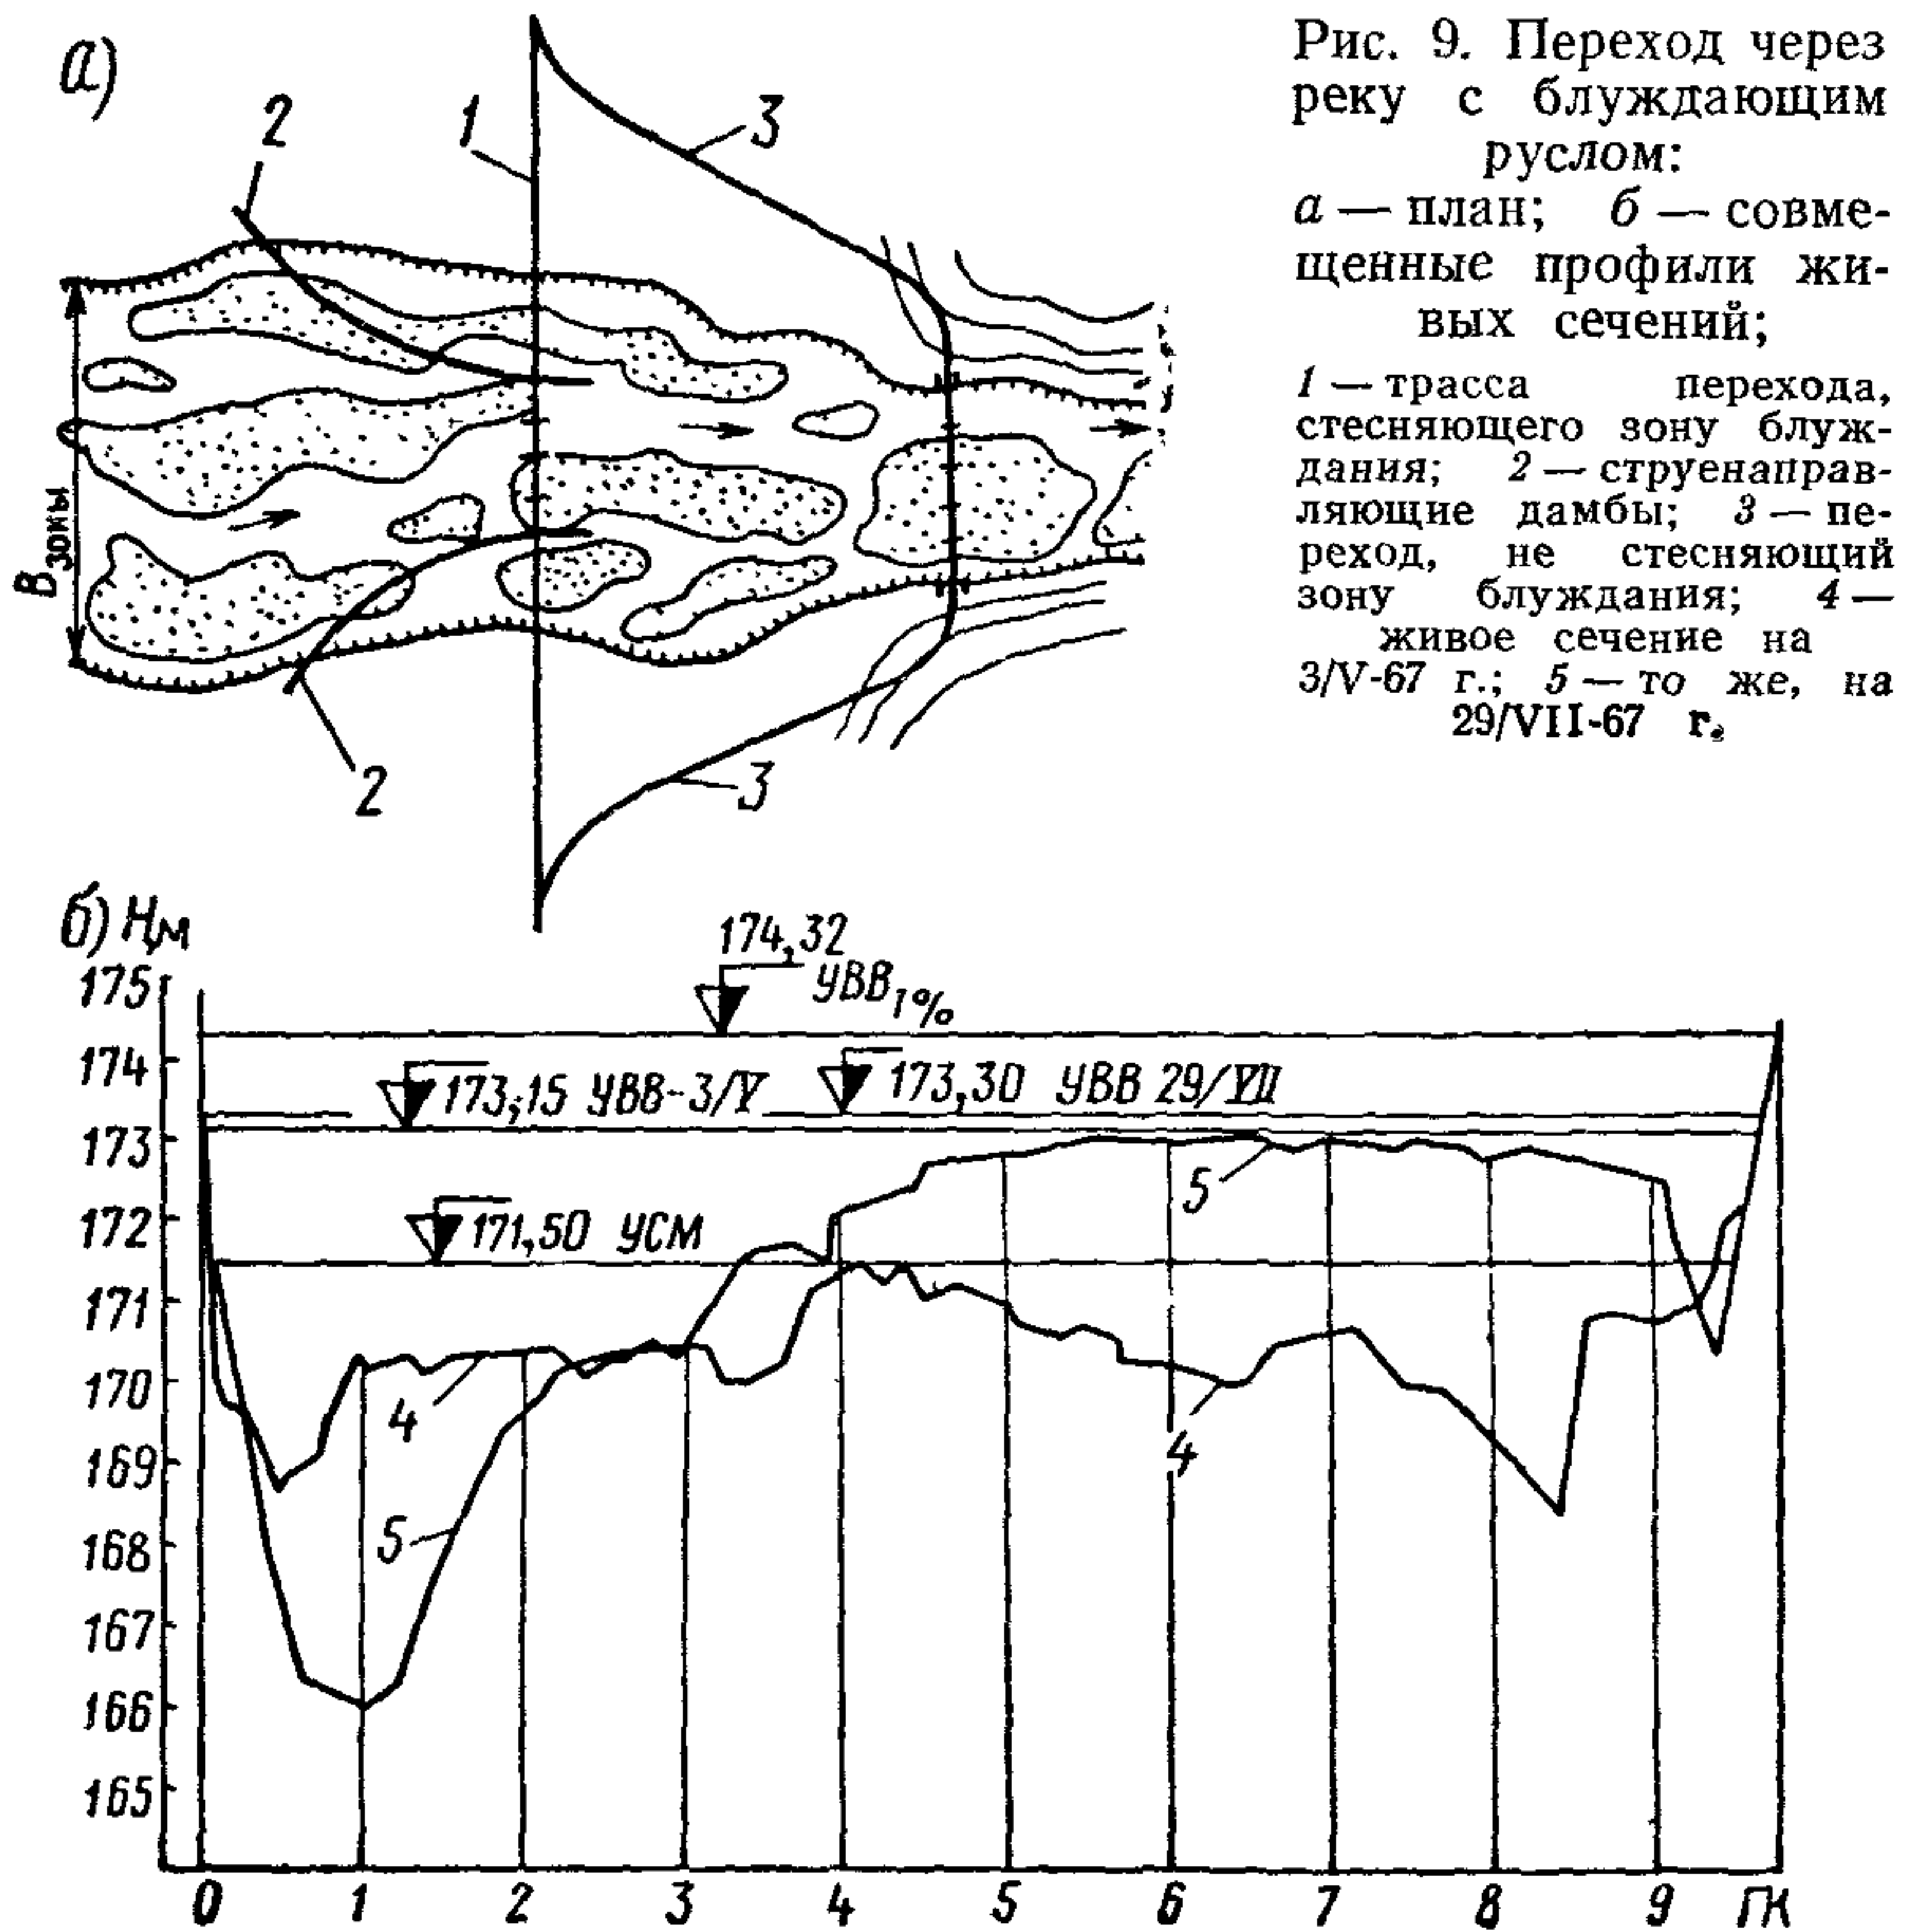 а)
2
1
3
Bзоны
2
3
Рис. 9. Переход через
реку с блуждающим
руслом:
а — план; б — совме-
щенные профили жи-
вых сечений;
1 — трасса перехода,
стесняющего зону блуж-
дания; 2 — струенаправ-
ляющие дамбы; 3 — пе-
реход, не стесняющий
зону блуждания; 4 —
живое сечение на
3/V-67 г.; 5 — то же, на
29/VII-67 г.
б) H,м
174,32
УВВ1%
173,15 УВВ-3/V
173,30 УВВ 29/VII
171,50 УСМ
175
174
173
172
171
170
169
168
167
166
165
5
4
4
5
0 1 2 3 4 5 6 7 8 9 ПК